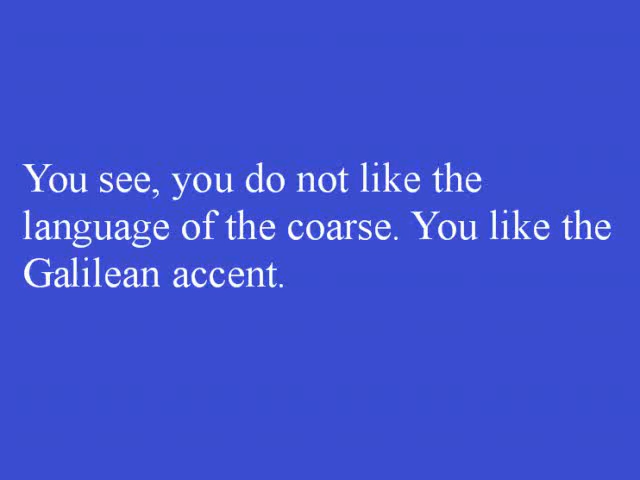 You see, you do not like the
language of the coarse. You like the
Galilean accent.